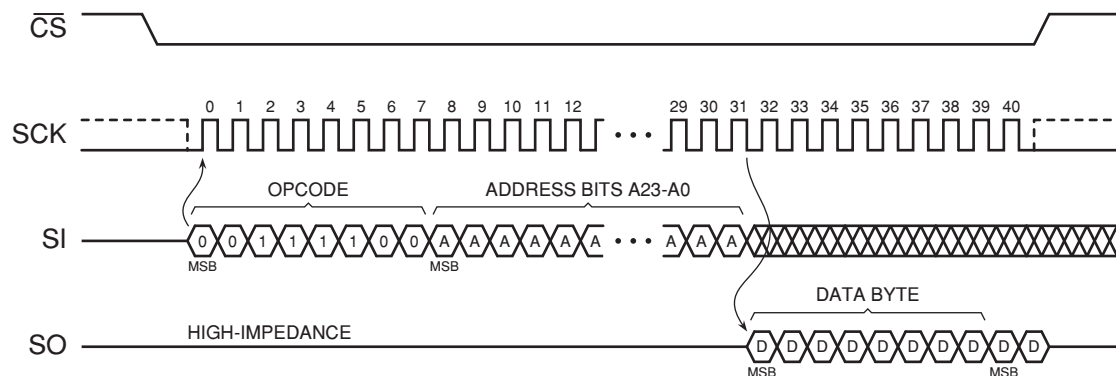 CS
0 1 2 3 4 5 6 7 8 9 10 11 12 29 30 31 32 33 34 35 36 37 38 39 40
SCK
OPCODE ADDRESS BITS A23-A0
SI 0 0 1 1 1 1 0 0 A A A A A A A A A
MSB MSB
DATA BYTE
HIGH-IMPEDANCE
SO D D D D D D D D D D
MSB MSB